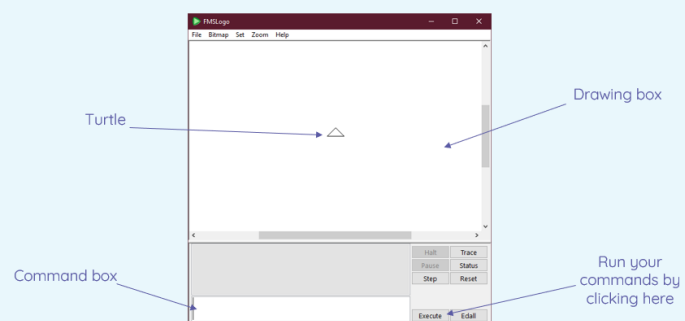 FMSLogo
File Bitmap Set Zoom Help
Turtle
Drawing box
Halt Trace
Pause Status
Step Reset
Command box
Run your
commands by
clicking here
Execute Edall